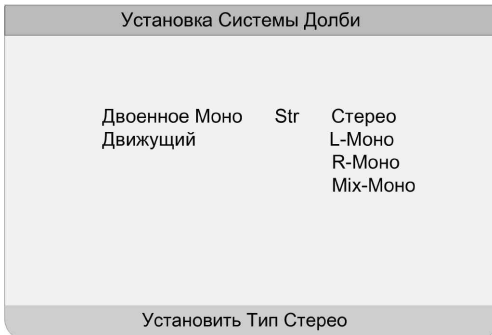 Установка Системы Долби
Двоенное Моно Str Стерео
Движущий L-Моно
R-Моно
Mix-Моно
Установить Тип Стерео